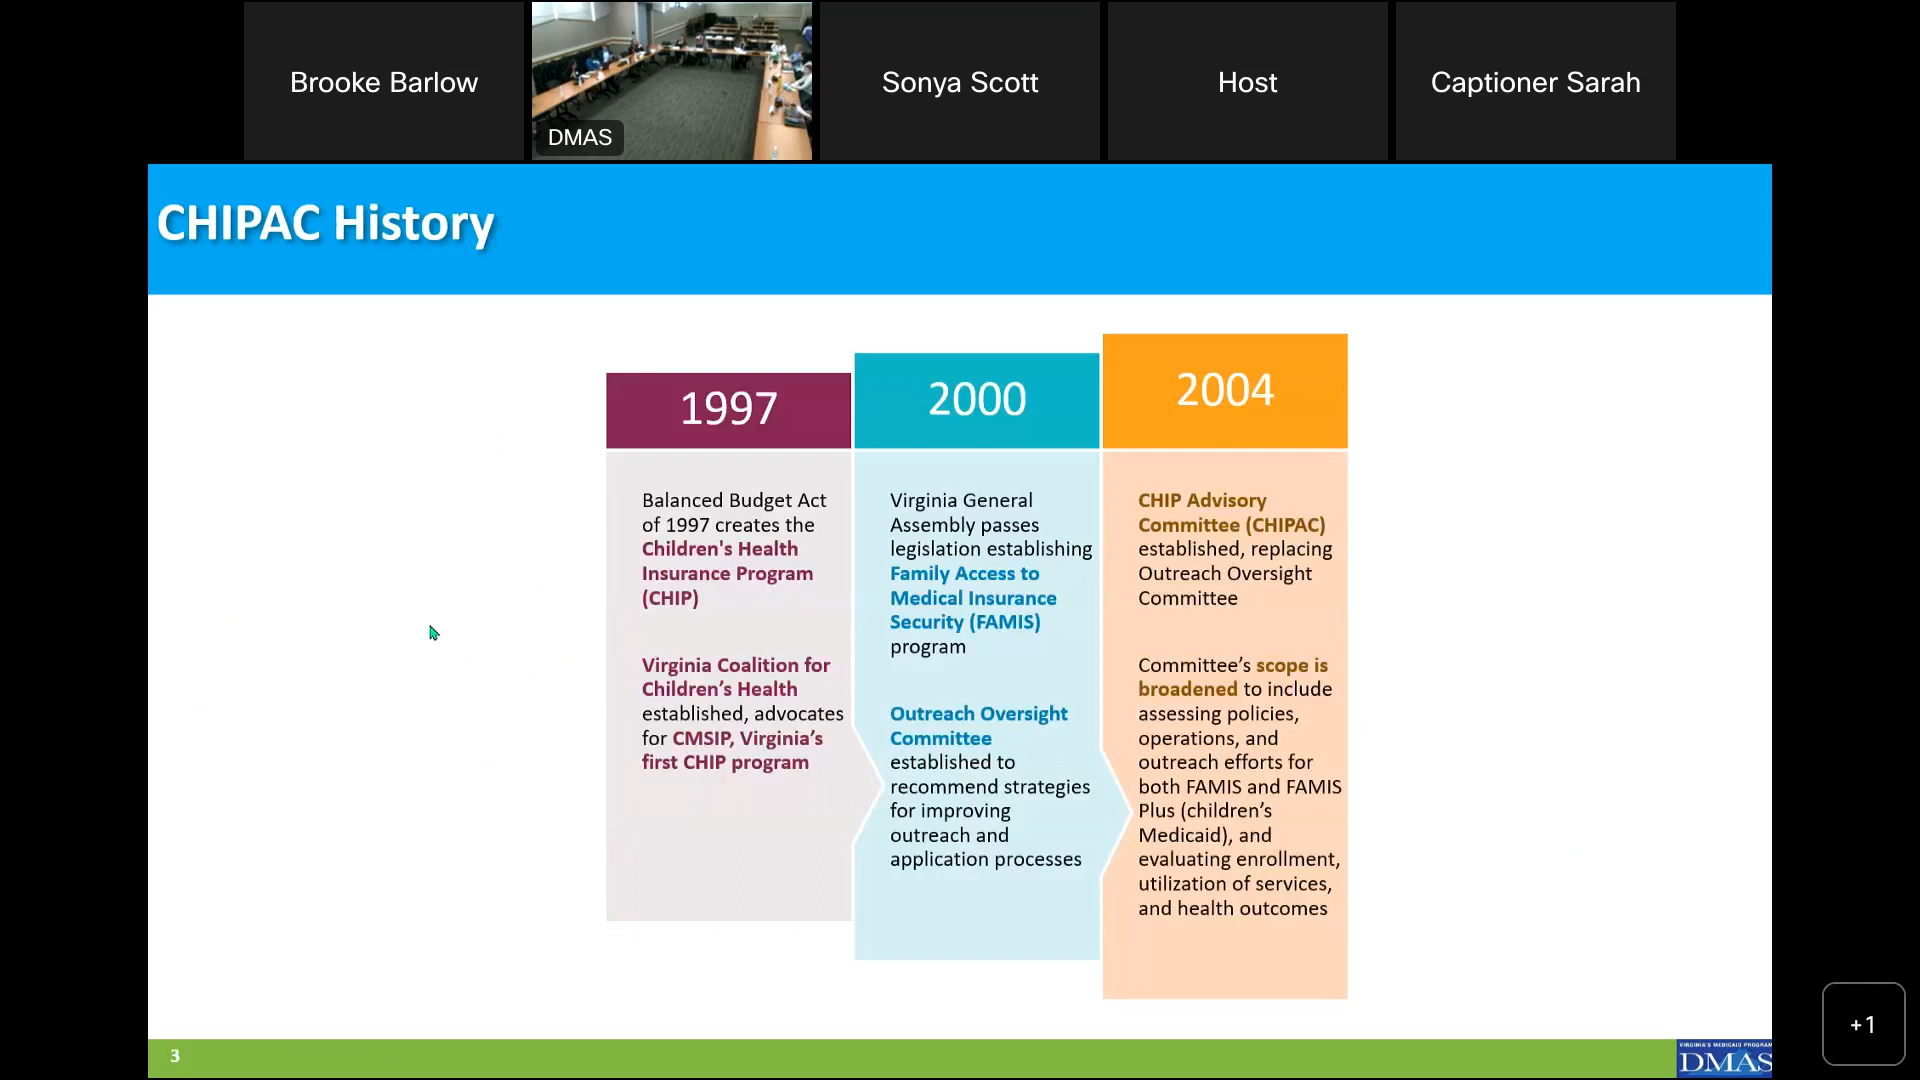 Brooke Barlow
DMAS
Sonya Scott
Host
Captioner Sarah
CHIPAC History
1997
Balanced Budget Act
of 1997 creates the
Children's Health
Insurance Program
(CHIP)
Virginia Coalition for
Children’s Health
established, advocates
for CMSIP, Virginia’s
first CHIP program
2000
Virginia General
Assembly passes
legislation establishing
Family Access to
Medical Insurance
Security (FAMIS)
program
Outreach Oversight
Committee
established to
recommend strategies
for improving
outreach and
application processes
2004
CHIP Advisory
Committee (CHIPAC)
established, replacing
Outreach Oversight
Committee
Committee’s scope is
broadened to include
assessing policies,
operations, and
outreach efforts for
both FAMIS and FAMIS
Plus (children’s
Medicaid), and
evaluating enrollment,
utilization of services,
and health outcomes
3
VIRGINIA'S MEDICAID PROGRAM
DMAS
+1